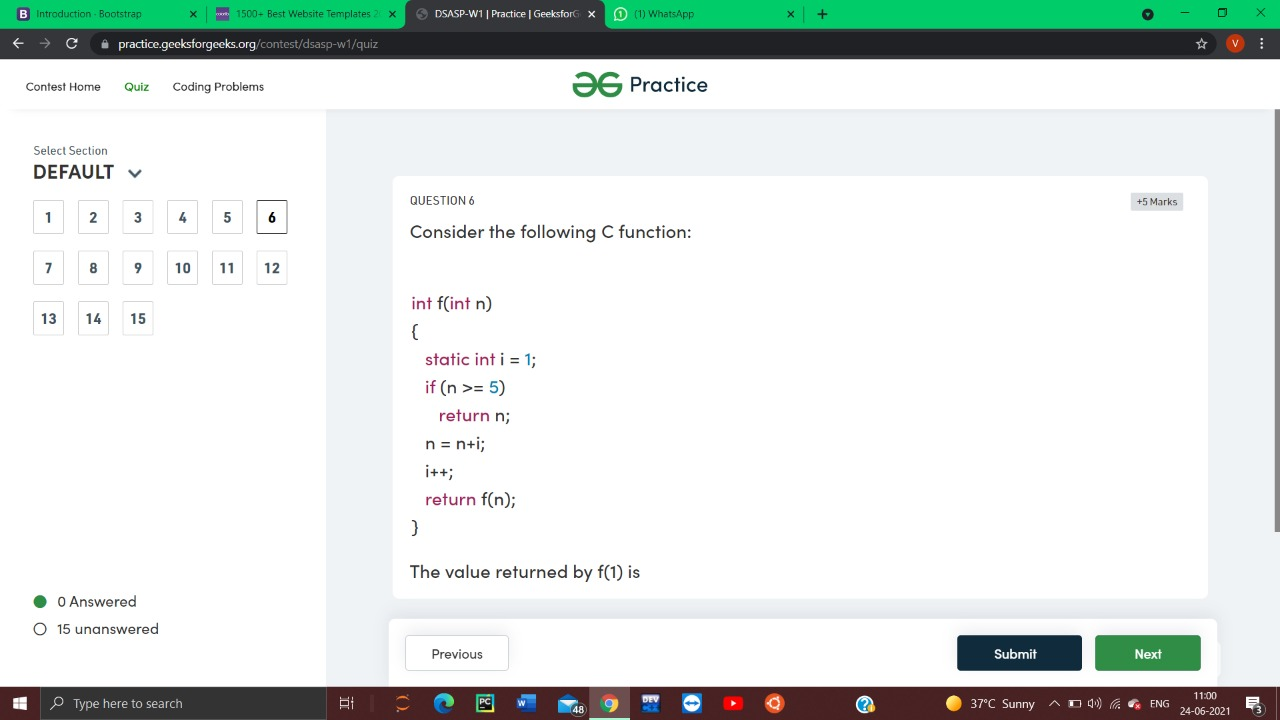 Introduction · Bootstrap
1500+ Best Website Templates 2
DSASP-W1 | Practice | GeeksforG
(1) WhatsApp
practice.geeksforgeeks.org/contest/dsasp-w1/quiz
V
Contest Home
Quiz
Coding Problems
Practice
Select Section
DEFAULT
1 2 3 4 5 6
7 8 9 10 11 12
13 14 15
0 Answered
15 unanswered
QUESTION 6
+5 Marks
Consider the following C function:
int f(int n)
{
static int i = 1;
if (n >= 5)
return n;
n = n+i;
i++;
return f(n);
}
The value returned by f(1) is
Previous
Submit
Next
Type here to search
PC
W
48
DEV
37°C Sunny
ENG
11:00
24-06-2021
3